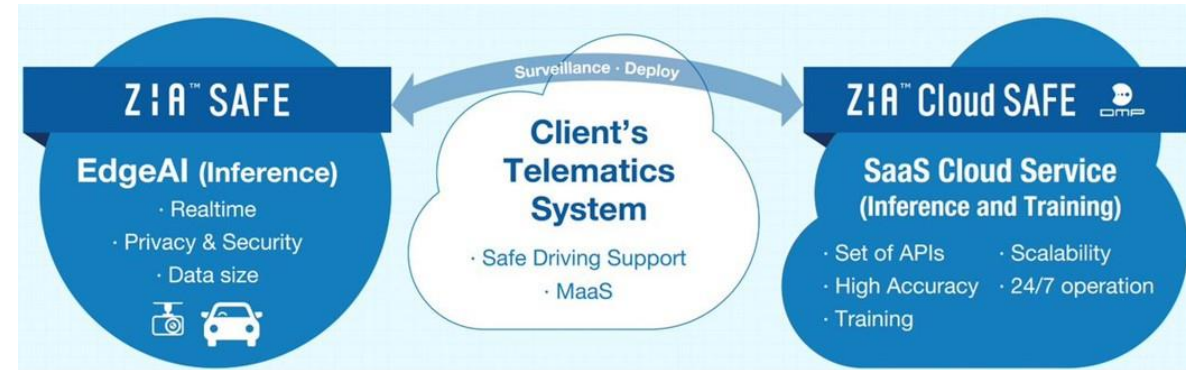 ZIA™ SAFE
EdgeAI (Inference)
· Realtime
· Privacy & Security
· Data size
Surveillance · Deploy
Client's
Telematics
System
· Safe Driving Support
· MaaS
ZIA™ Cloud SAFE DMP
SaaS Cloud Service
(Inference and Training)
· Set of APIs · Scalability
· High Accuracy · 24/7 operation
· Training